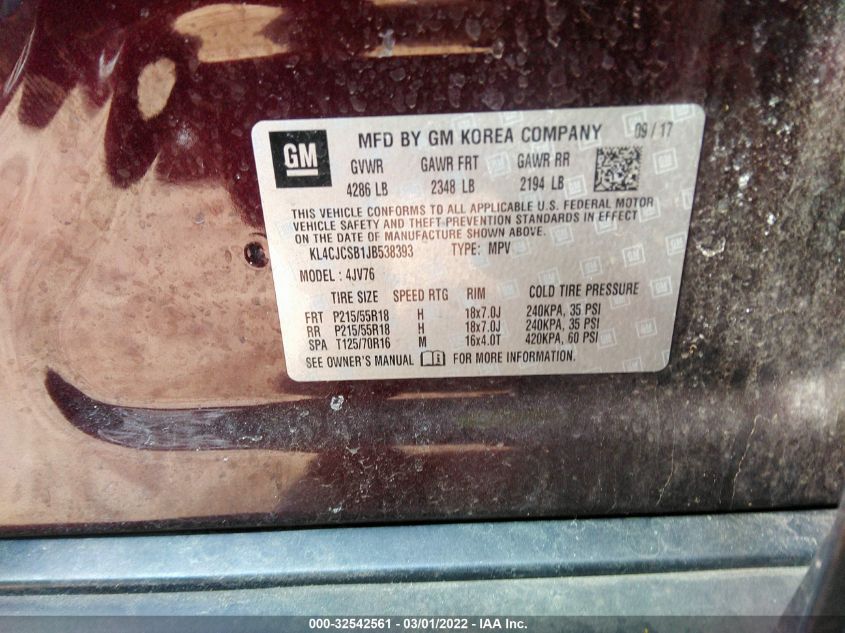 GM
MFD BY GM KOREA COMPANY 09/17
GVWR GAWR FRT GAWR RR
4286 LB 2348 LB 2194 LB
THIS VEHICLE CONFORMS TO ALL APPLICABLE U.S. FEDERAL MOTOR
VEHICLE SAFETY AND THEFT PREVENTION STANDARDS IN EFFECT
ON THE DATE OF MANUFACTURE SHOWN ABOVE.
KL4CJCSB1JB538393 TYPE: MPV
MODEL: 4JV76
TIRE SIZE SPEED RTG RIM COLD TIRE PRESSURE
FRT P215/55R18 H 18x7.0J 240KPA, 35 PSI
RR P215/55R18 H 18x7.0J 240KPA, 35 PSI
SPA T125/70R16 M 16x4.0T 420KPA, 60 PSI
SEE OWNER'S MANUAL FOR MORE INFORMATION.
000-32542561 - 03/01/2022 - IAA Inc.